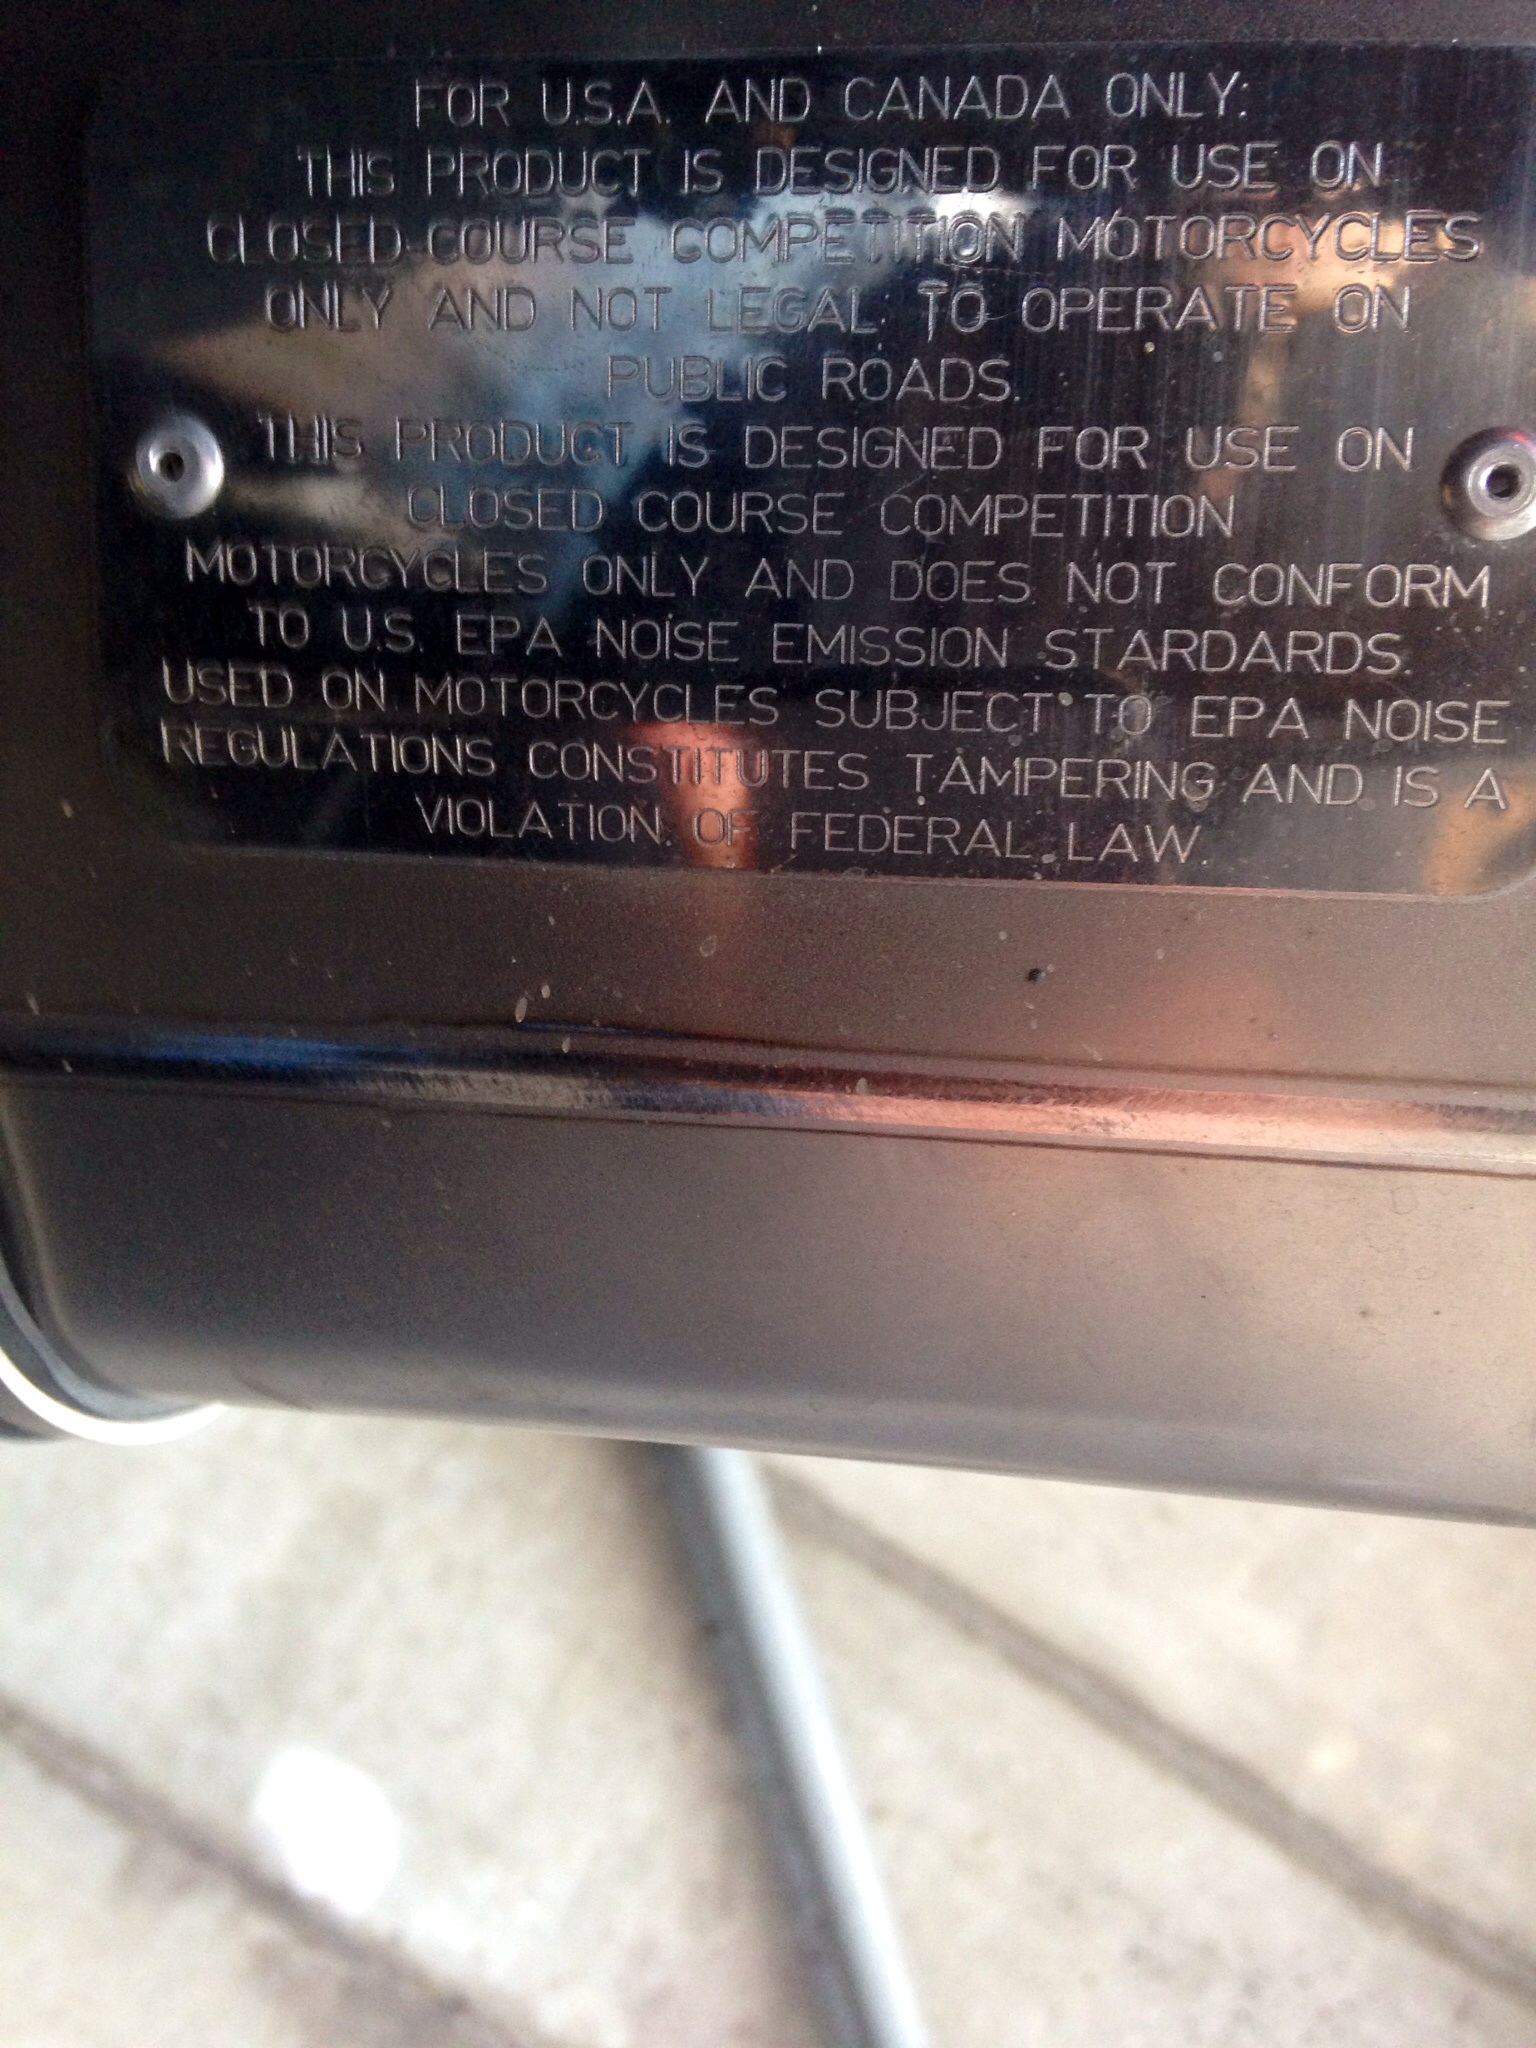 FOR U.S.A. AND CANADA ONLY:
THIS PRODUCT IS DESIGNED FOR USE ON
CLOSED COURSE COMPETITION MOTORCYCLES
ONLY AND NOT LEGAL TO OPERATE ON
PUBLIC ROADS.
THIS PRODUCT IS DESIGNED FOR USE ON
CLOSED COURSE COMPETITION
MOTORCYCLES ONLY AND DOES NOT CONFORM
TO U.S. EPA NOISE EMISSION STARDARDS.
USED ON MOTORCYCLES SUBJECT TO EPA NOISE
REGULATIONS CONSTITUTES TAMPERING AND IS A
VIOLATION OF FEDERAL LAW